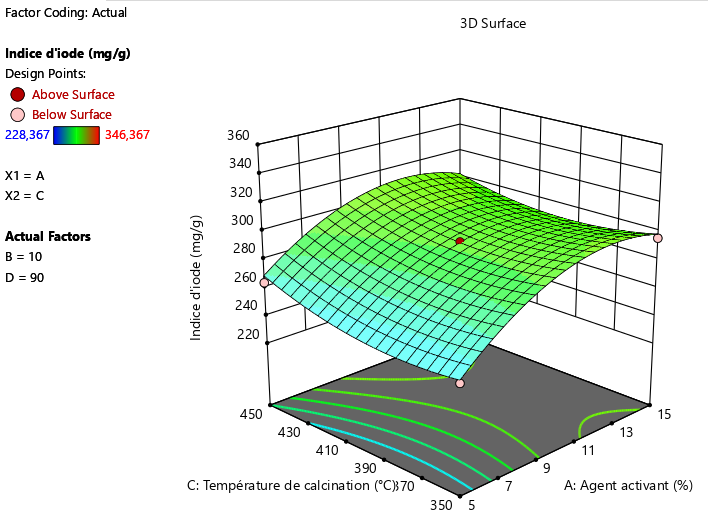 Factor Coding: Actual
3D Surface
Indice d'iode (mg/g)
Design Points:
Above Surface
Below Surface
228,367 346,367
X1 = A
X2 = C
Actual Factors
B = 10
D = 90
Indice d'iode (mg/g)
360
340
320
300
280
260
240
220
450
430
410
390
370
350
C: Température de calcination (°C)
5
7
9
11
13
15
A: Agent activant (%)